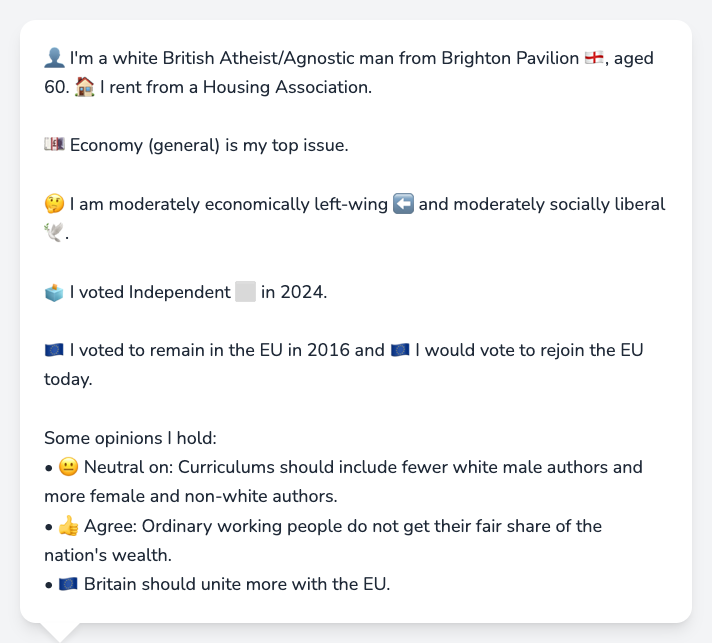 👤 I'm a white British Atheist/Agnostic man from Brighton Pavilion 🏴󠁧󠁢󠁥󠁮󠁧󠁿, aged
60. 🏠 I rent from a Housing Association.
💷 Economy (general) is my top issue.
🤔 I am moderately economically left-wing ⬅️ and moderately socially liberal
🕊️.
🗳️ I voted Independent ⬜ in 2024.
🇪🇺 I voted to remain in the EU in 2016 and 🇪🇺 I would vote to rejoin the EU
today.
Some opinions I hold:
• 😐 Neutral on: Curriculums should include fewer white male authors and
more female and non-white authors.
• 👍 Agree: Ordinary working people do not get their fair share of the
nation's wealth.
• 🇪🇺 Britain should unite more with the EU.